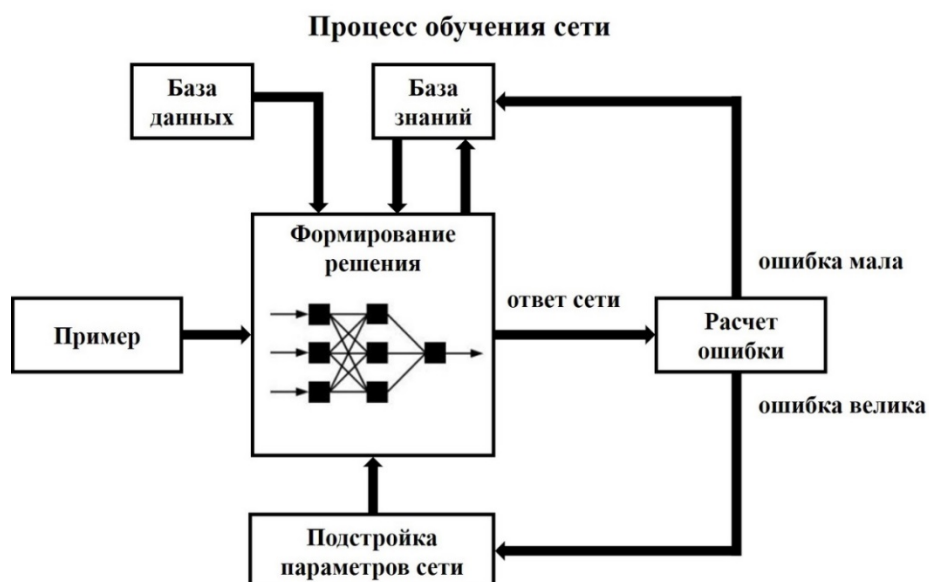 Процесс обучения сети
База
данных
База
знаний
Формирование
решения
ошибка мала
ответ сети
Пример
Расчет
ошибки
ошибка велика
Подстройка
параметров сети